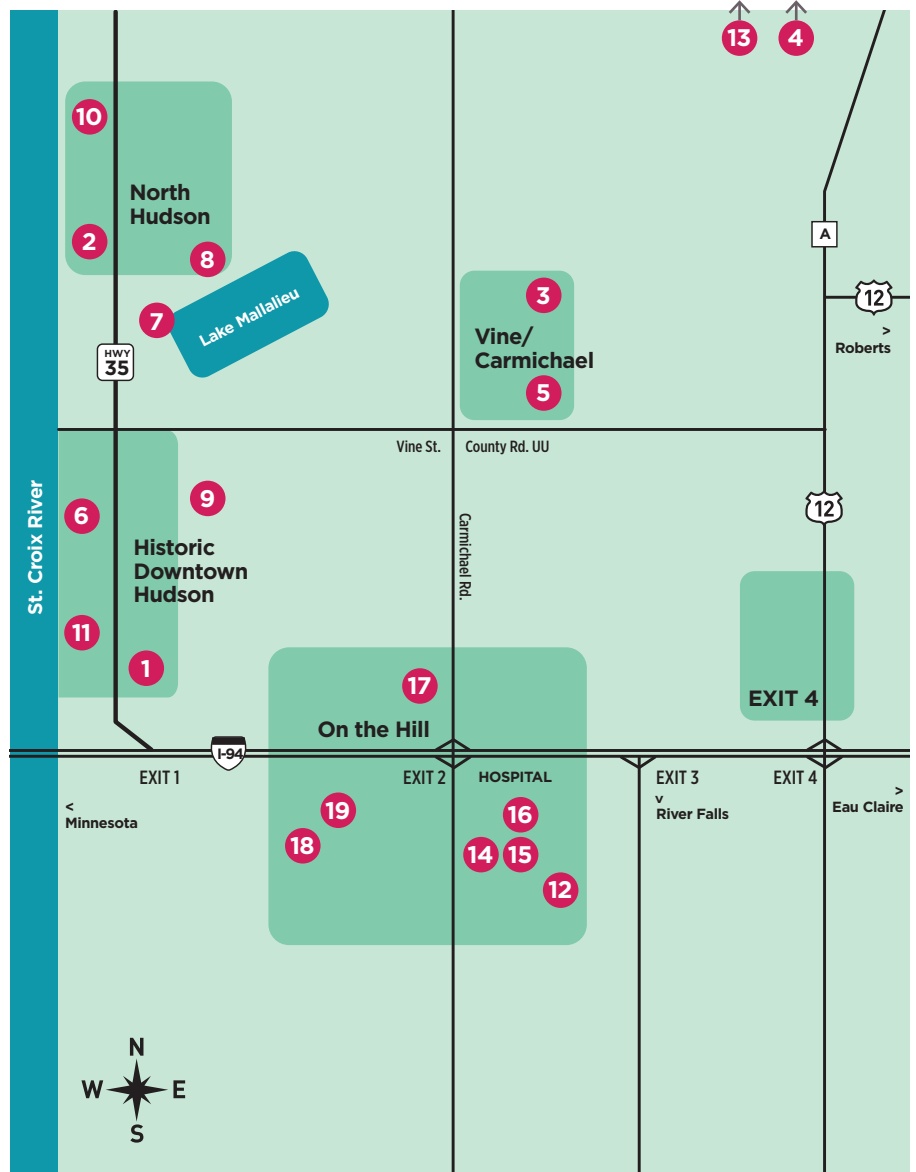 13
4
10
North
Hudson
2
8
A
12
3
7
Lake Mallalieu
>
Roberts
Vine/
Carmichael
HWY
35
5
Vine St.
County Rd. UU
St. Croix River
6
9
12
Carmichael Rd.
Historic
Downtown
Hudson
11
1
17
EXIT 4
On the Hill
I-94
EXIT 1
EXIT 2
HOSPITAL
EXIT 3
EXIT 4
<
Minnesota
v
River Falls
>
Eau Claire
19
16
18
14
15
12
N
W
E
S